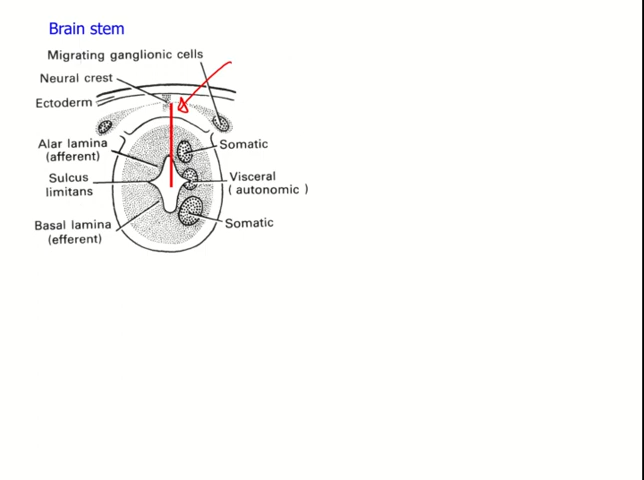 Brain stem
Migrating ganglionic cells
Neural crest
Ectoderm
Alar lamina
(afferent)
Somatic
Sulcus
limitans
Visceral
( autonomic )
Basal lamina
(efferent)
Somatic